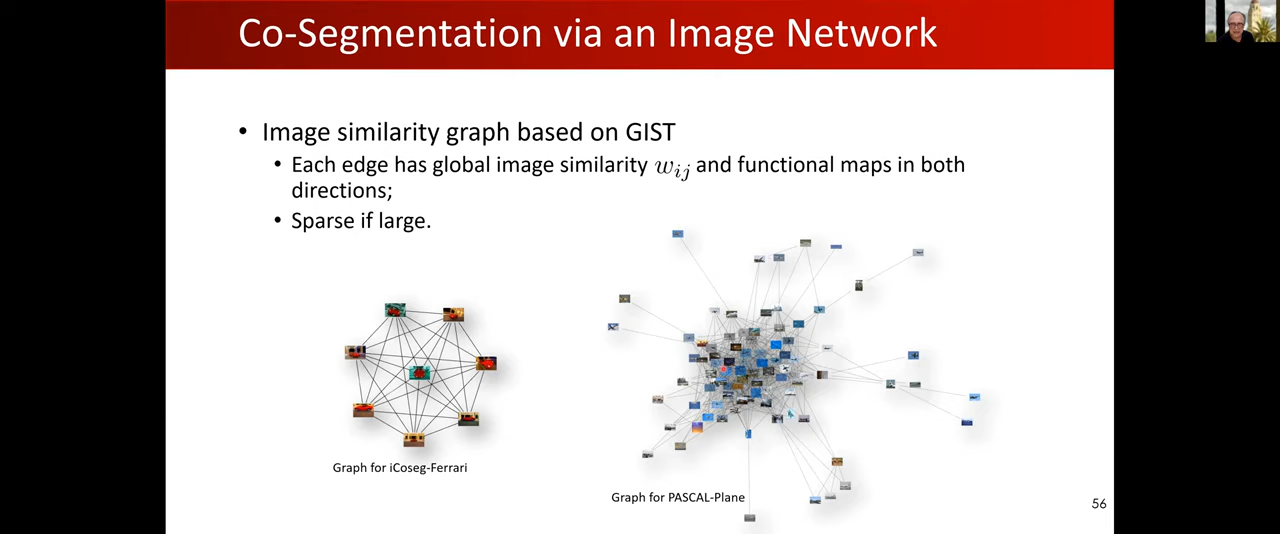 Co-Segmentation via an Image Network
• Image similarity graph based on GIST
• Each edge has global image similarity w_{ij} and functional maps in both
directions;
• Sparse if large.
Graph for iCoseg-Ferrari
Graph for PASCAL-Plane
56